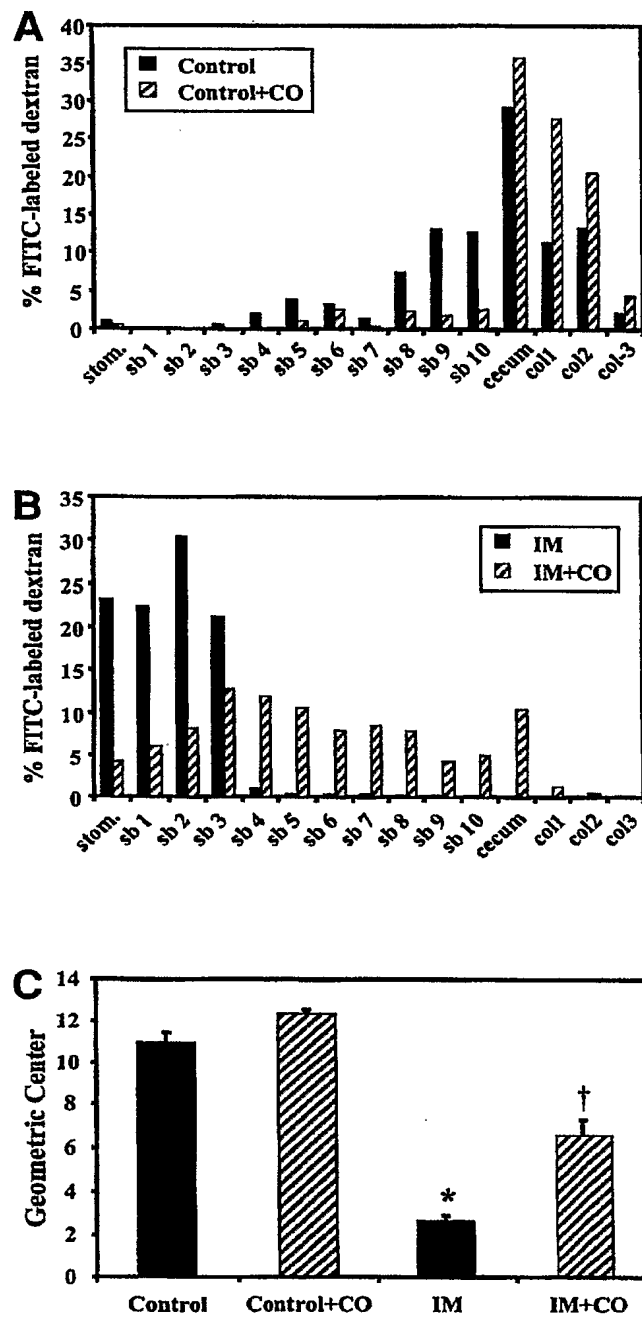 A
% FITC-labeled dextran
40
35
30
25
20
15
10
5
0
Control
Control+CO
stom.
sb 1
sb 2
sb 3
sb 4
sb 5
sb 6
sb 7
sb 8
sb 9
sb 10
cecum
col1
col2
col-3
B
% FITC-labeled dextran
35
30
25
20
15
10
5
0
IM
IM+CO
stom.
sb 1
sb 2
sb 3
sb 4
sb 5
sb 6
sb 7
sb 8
sb 9
sb 10
cecum
col1
col2
col3
C
Geometric Center
14
12
10
8
6
4
2
0
*
†
Control
Control+CO
IM
IM+CO